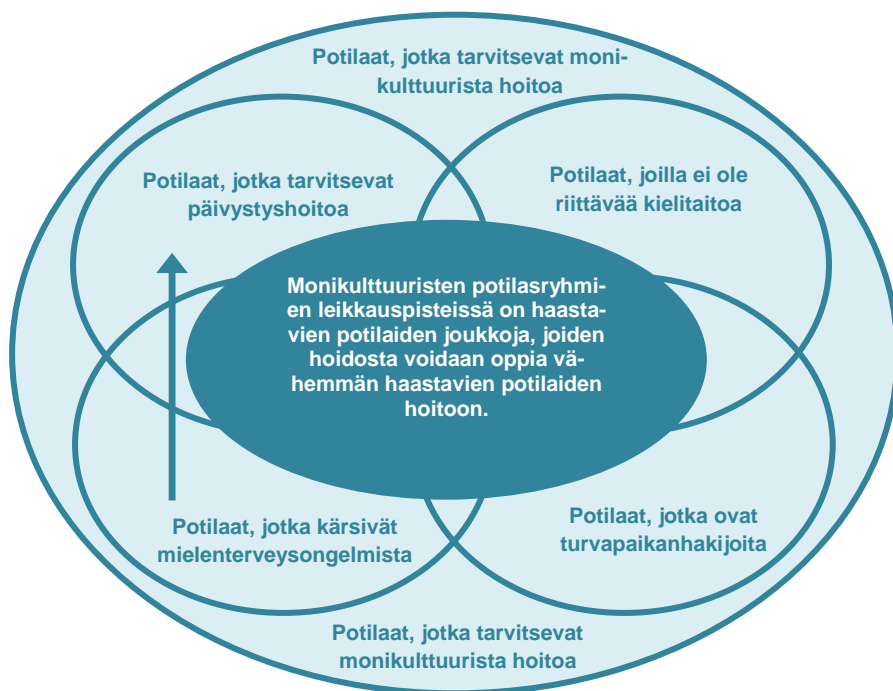 Potilaat, jotka tarvitsevat moni-
kulttuurista hoitoa
Potilaat, jotka tarvitsevat
päivystyshoitoa
Potilaat, joilla ei ole
riittävää kielitaitoa
Monikulttuuristen potilasryhmi-
en leikkauspisteissä on haasta-
vien potilaiden joukkoja, joiden
hoidosta voidaan oppia vä-
hemmän haastavien potilaiden
hoitoon.
Potilaat, jotka kärsivät
mielenterveysongelmista
Potilaat, jotka ovat
turvapaikanhakijoita
Potilaat, jotka tarvitsevat
monikulttuurista hoitoa